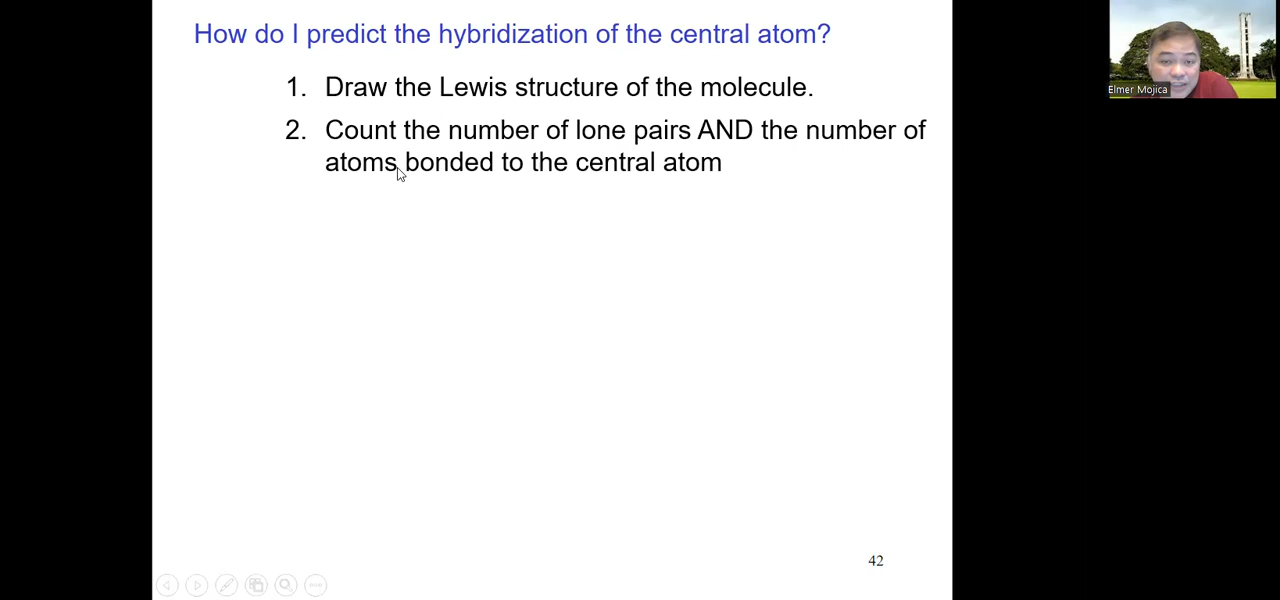 How do I predict the hybridization of the central atom?
1. Draw the Lewis structure of the molecule.
2. Count the number of lone pairs AND the number of
atoms bonded to the central atom
Elmer Mojica
42